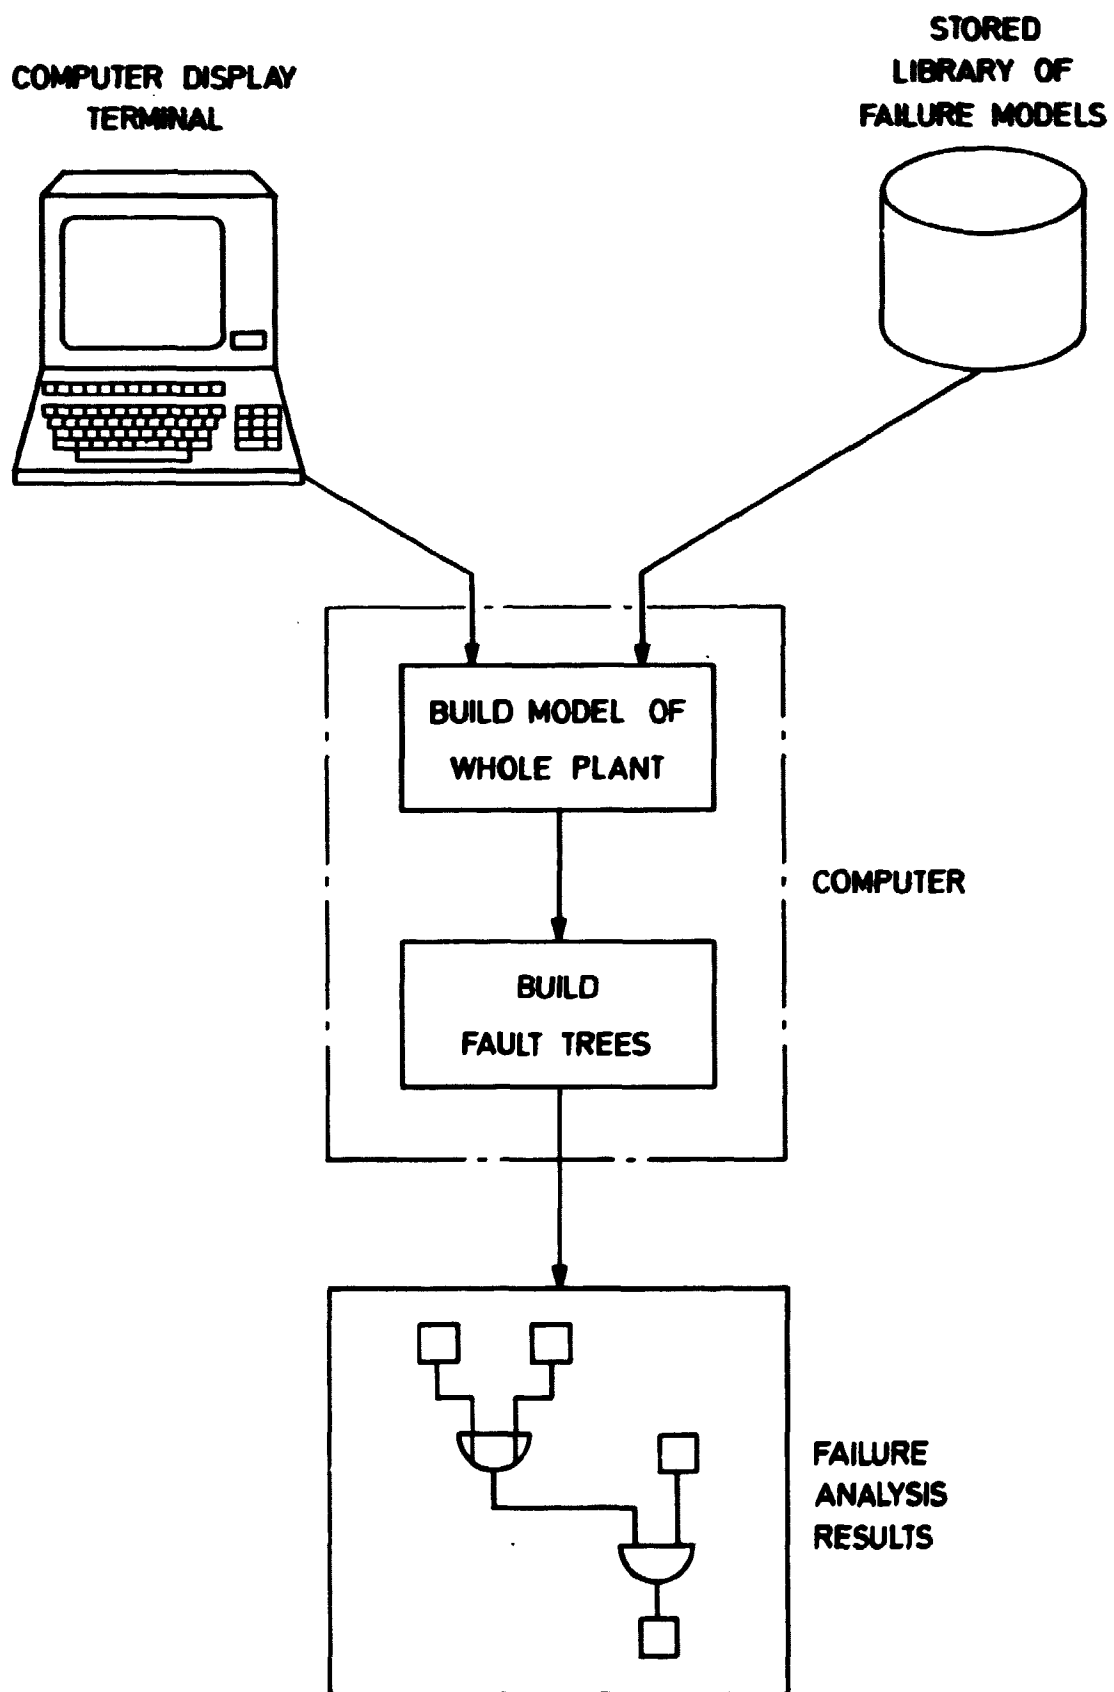 COMPUTER DISPLAY
TERMINAL
STORED
LIBRARY OF
FAILURE MODELS
BUILD MODEL OF
WHOLE PLANT
COMPUTER
BUILD
FAULT TREES
FAILURE
ANALYSIS
RESULTS